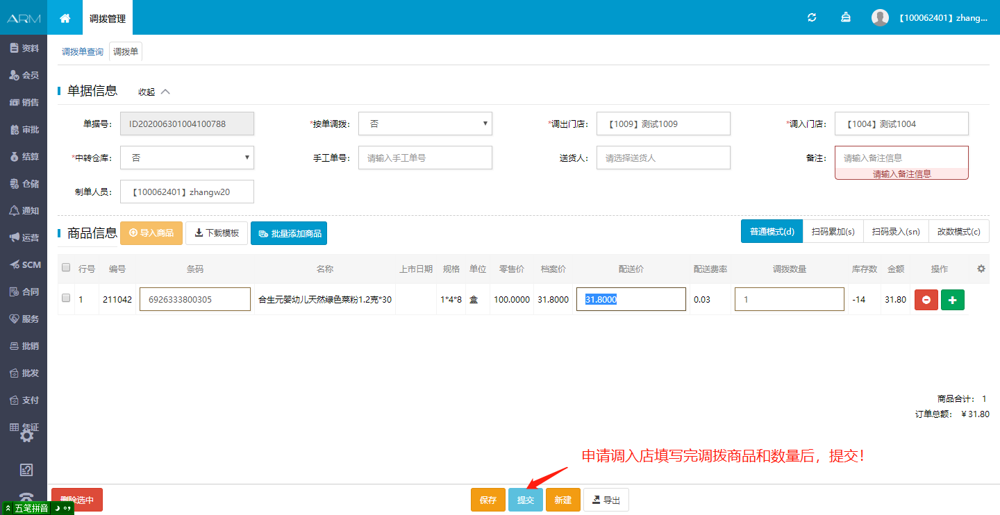 ARM
调拨管理
【100062401】zhang...
资料
会员
销售
审批
结算
仓储
通知
运营
SCM
合同
服务
批销
批发
支付
凭证
调拨单查询 调拨单
单据信息 收起
单据号: ID202006301004100788 *按单调拨: 否 *调出门店: 【1009】测试1009 *调入门店: 【1004】测试1004
*中转仓库: 否 手工单号: 请输入手工单号 送货人: 请选择送货人 备注: 请输入备注信息
请输入备注信息
制单人员: 【100062401】zhangw20
商品信息 导入商品 下载模板 批量添加商品 普通模式(d) 扫码累加(s) 扫码录入(sn) 改数模式(c)
行号 编号 条码 名称 上市日期 规格 单位 零售价 档案价 配送价 配送费率 调拨数量 库存数 金额 操作
1 211042 6926333800305 合生元婴幼儿天然绿色菜粉1.2克*30 1*4*8 盒 100.0000 31.8000 31.8000 0.03 1 -14 31.80
商品合计: 1
订单总额: ¥31.80
申请调入店填写完调拨商品和数量后，提交！
删除选中 保存 提交 新建 导出
五笔拼音